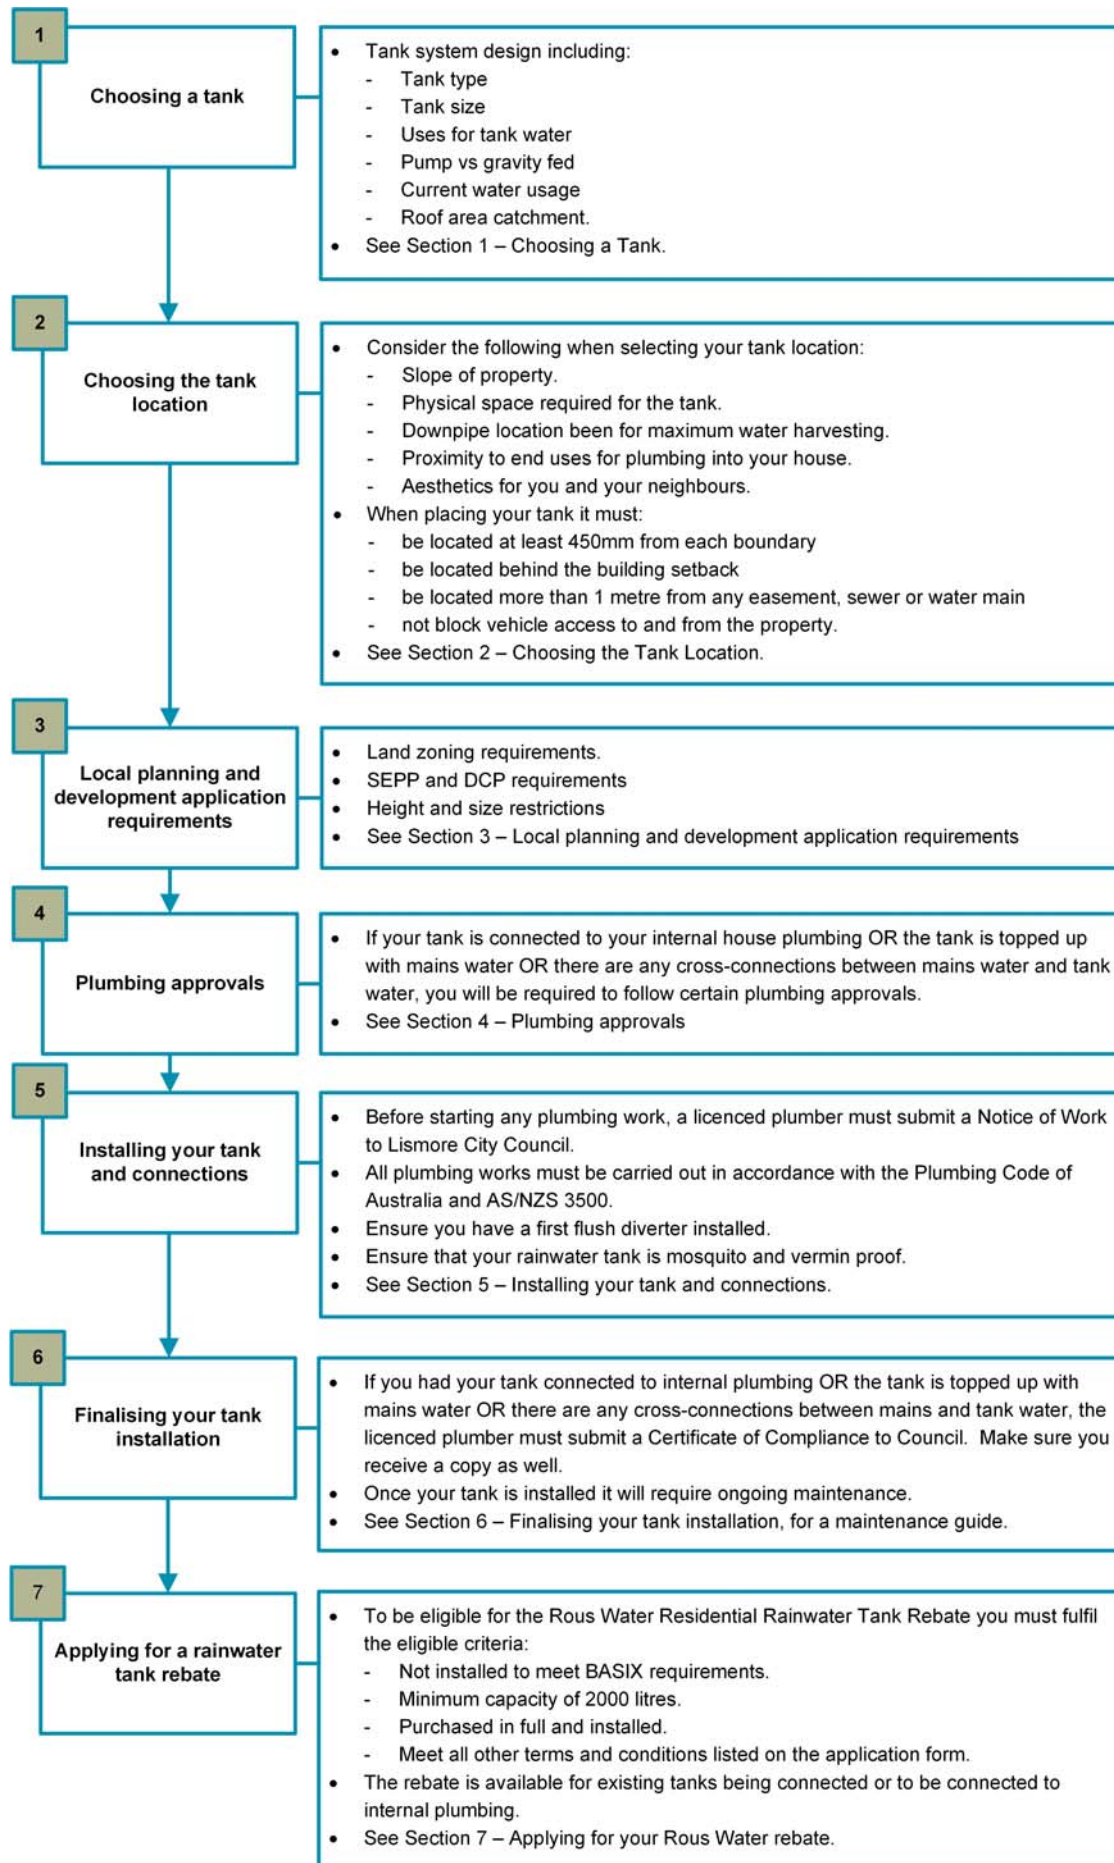 1
Choosing a tank
• Tank system design including:
- Tank type
- Tank size
- Uses for tank water
- Pump vs gravity fed
- Current water usage
- Roof area catchment.
• See Section 1 – Choosing a Tank.
2
Choosing the tank
location
• Consider the following when selecting your tank location:
- Slope of property.
- Physical space required for the tank.
- Downpipe location been for maximum water harvesting.
- Proximity to end uses for plumbing into your house.
- Aesthetics for you and your neighbours.
• When placing your tank it must:
- be located at least 450mm from each boundary
- be located behind the building setback
- be located more than 1 metre from any easement, sewer or water main
- not block vehicle access to and from the property.
• See Section 2 – Choosing the Tank Location.
3
Local planning and
development application
requirements
• Land zoning requirements.
• SEPP and DCP requirements
• Height and size restrictions
• See Section 3 – Local planning and development application requirements
4
Plumbing approvals
• If your tank is connected to your internal house plumbing OR the tank is topped up
with mains water OR there are any cross-connections between mains water and tank
water, you will be required to follow certain plumbing approvals.
• See Section 4 – Plumbing approvals
5
Installing your tank
and connections
• Before starting any plumbing work, a licenced plumber must submit a Notice of Work
to Lismore City Council.
• All plumbing works must be carried out in accordance with the Plumbing Code of
Australia and AS/NZS 3500.
• Ensure you have a first flush diverter installed.
• Ensure that your rainwater tank is mosquito and vermin proof.
• See Section 5 – Installing your tank and connections.
6
Finalising your tank
installation
• If you had your tank connected to internal plumbing OR the tank is topped up with
mains water OR there are any cross-connections between mains and tank water, the
licenced plumber must submit a Certificate of Compliance to Council. Make sure you
receive a copy as well.
• Once your tank is installed it will require ongoing maintenance.
• See Section 6 – Finalising your tank installation, for a maintenance guide.
7
Applying for a rainwater
tank rebate
• To be eligible for the Rous Water Residential Rainwater Tank Rebate you must fulfil
the eligible criteria:
- Not installed to meet BASIX requirements.
- Minimum capacity of 2000 litres.
- Purchased in full and installed.
- Meet all other terms and conditions listed on the application form.
• The rebate is available for existing tanks being connected or to be connected to
internal plumbing.
• See Section 7 – Applying for your Rous Water rebate.